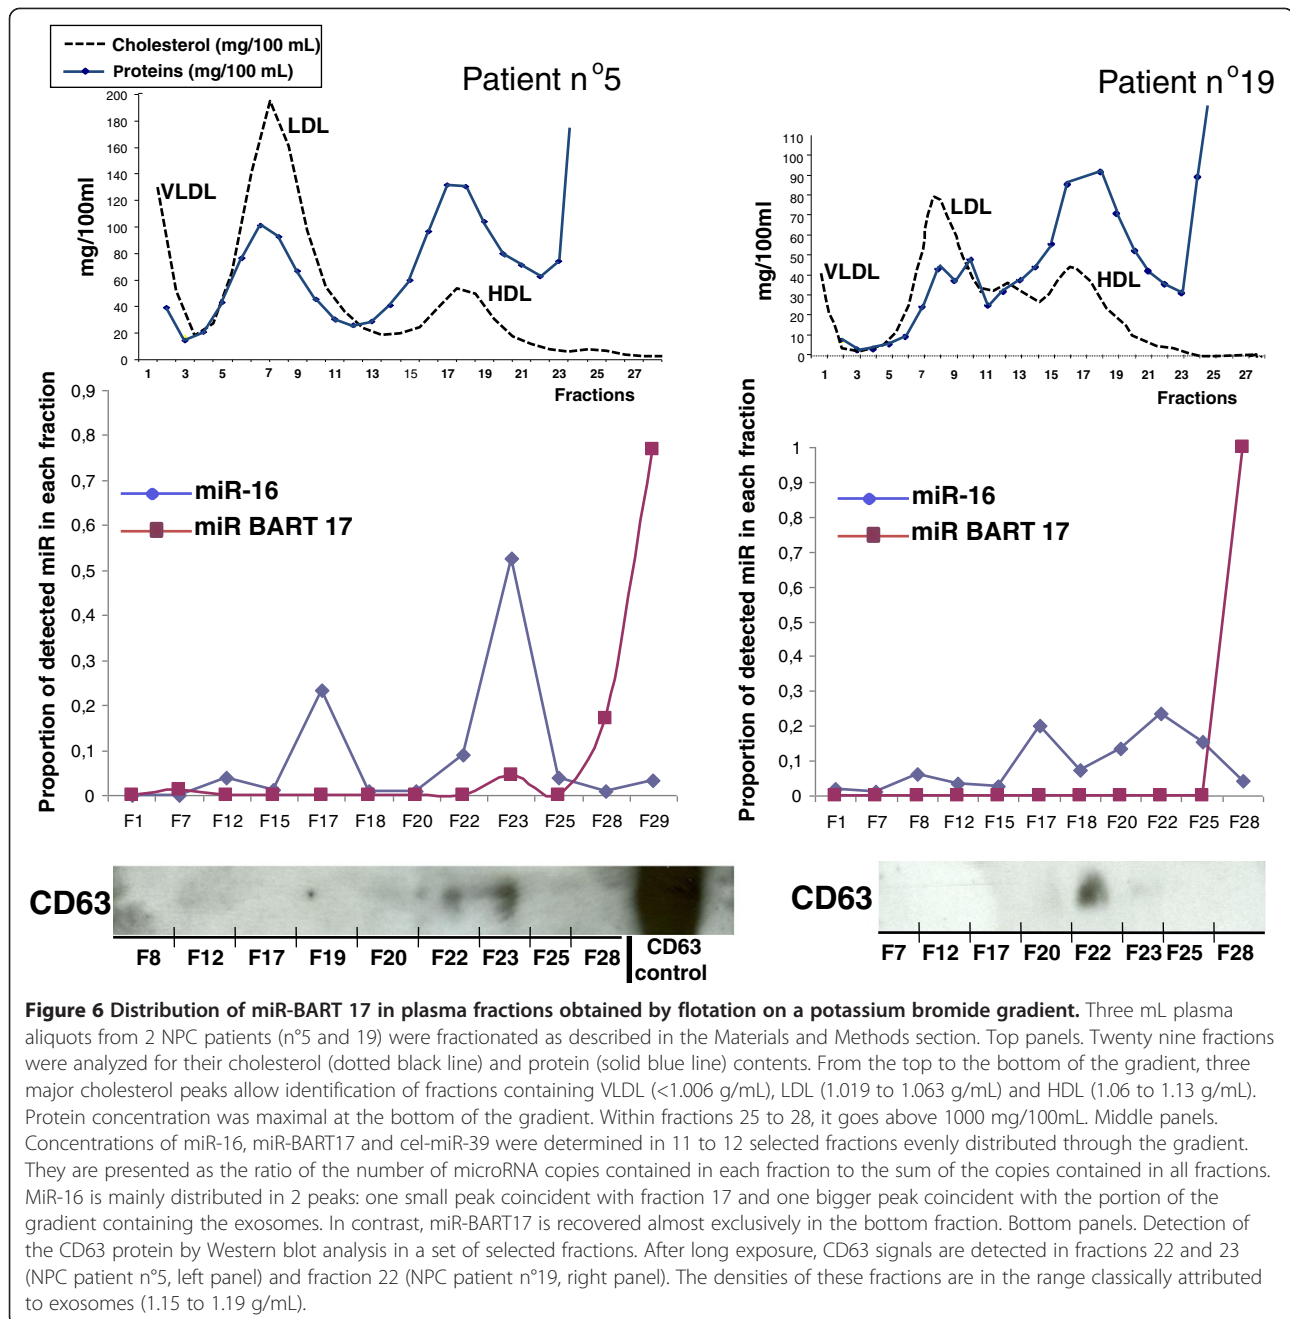 Cholesterol (mg/100 mL)
Proteins (mg/100 mL)
Patient n°5
200
180
160
140
120
100
80
60
40
20
0
mg/100ml
VLDL
LDL
HDL
1 3 5 7 9 11 13 15 17 19 21 23 25 27
Fractions
Patient n°19
110
100
90
80
70
60
50
40
30
20
10
0
mg/100ml
VLDL
LDL
HDL
1 3 5 7 9 11 13 15 17 19 21 23 25 27
Fractions
Proportion of detected miR in each fraction
0,9
0,8
0,7
0,6
0,5
0,4
0,3
0,2
0,1
0
miR-16
miR BART 17
F1 F7 F12 F15 F17 F18 F20 F22 F23 F25 F28 F29
Proportion of detected miR in each fraction
1
0,9
0,8
0,7
0,6
0,5
0,4
0,3
0,2
0,1
0
miR-16
miR BART 17
F1 F7 F8 F12 F15 F17 F18 F20 F22 F25 F28
CD63
F8 F12 F17 F19 F20 F22 F23 F25 F28 CD63
control
CD63
F7 F12 F17 F20 F22 F23 F25 F28
Figure 6 Distribution of miR-BART 17 in plasma fractions obtained by flotation on a potassium bromide gradient. Three mL plasma
aliquots from 2 NPC patients (n°5 and 19) were fractionated as described in the Materials and Methods section. Top panels. Twenty nine fractions
were analyzed for their cholesterol (dotted black line) and protein (solid blue line) contents. From the top to the bottom of the gradient, three
major cholesterol peaks allow identification of fractions containing VLDL (<1.006 g/mL), LDL (1.019 to 1.063 g/mL) and HDL (1.06 to 1.13 g/mL).
Protein concentration was maximal at the bottom of the gradient. Within fractions 25 to 28, it goes above 1000 mg/100mL. Middle panels.
Concentrations of miR-16, miR-BART17 and cel-miR-39 were determined in 11 to 12 selected fractions evenly distributed through the gradient.
They are presented as the ratio of the number of microRNA copies contained in each fraction to the sum of the copies contained in all fractions.
MiR-16 is mainly distributed in 2 peaks: one small peak coincident with fraction 17 and one bigger peak coincident with the portion of the
gradient containing the exosomes. In contrast, miR-BART17 is recovered almost exclusively in the bottom fraction. Bottom panels. Detection of
the CD63 protein by Western blot analysis in a set of selected fractions. After long exposure, CD63 signals are detected in fractions 22 and 23
(NPC patient n°5, left panel) and fraction 22 (NPC patient n°19, right panel). The densities of these fractions are in the range classically attributed
to exosomes (1.15 to 1.19 g/mL).